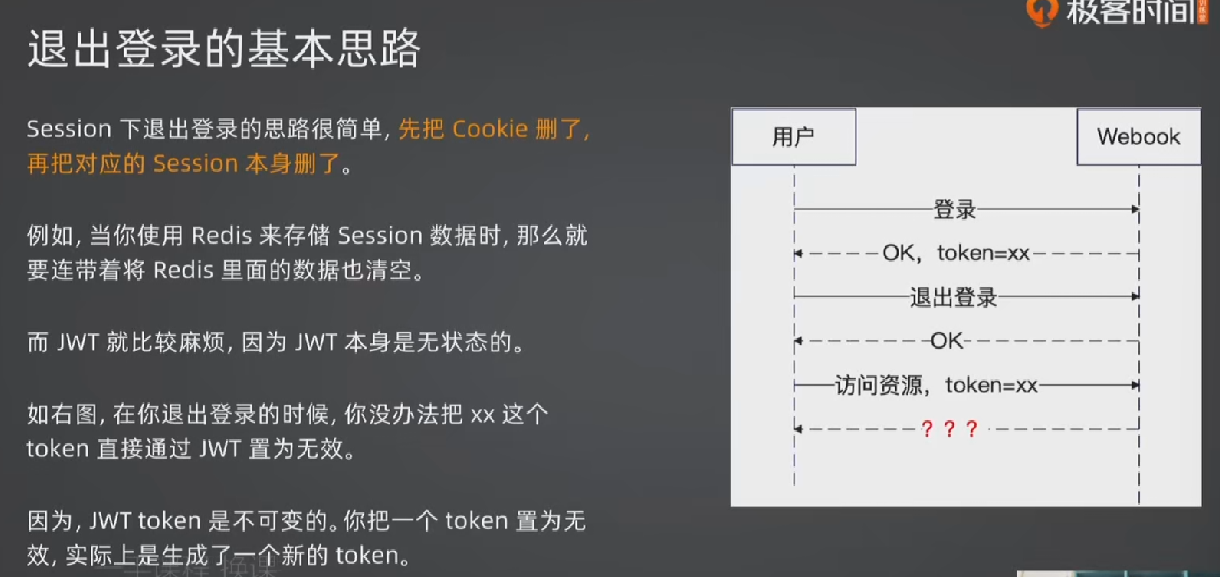 极客时间
退出登录的基本思路
Session 下退出登录的思路很简单,先把 Cookie 删了,
再把对应的 Session 本身删了。
例如,当你使用 Redis 来存储 Session 数据时,那么就
要连带着将 Redis 里面的数据也清空。
而 JWT 就比较麻烦,因为 JWT 本身是无状态的。
如右图,在你退出登录的时候,你没办法把 xx 这个
token 直接通过 JWT 置为无效。
因为,JWT token 是不可变的。你把一个 token 置为无
效,实际上是生成了一个新的 token。
用户
Webook
登录
OK，token=xx
退出登录
OK
访问资源，token=xx
？？？